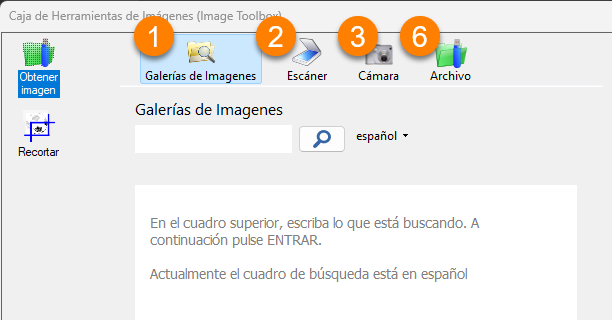 Caja de Herramientas de Imágenes (Image Toolbox)
1 2 3 6
Obtener
imagen
Galerías de Imagenes Escáner Cámara Archivo
Recortar
Galerías de Imagenes
español
En el cuadro superior, escriba lo que está buscando. A
continuación pulse ENTRAR.
Actualmente el cuadro de búsqueda está en español